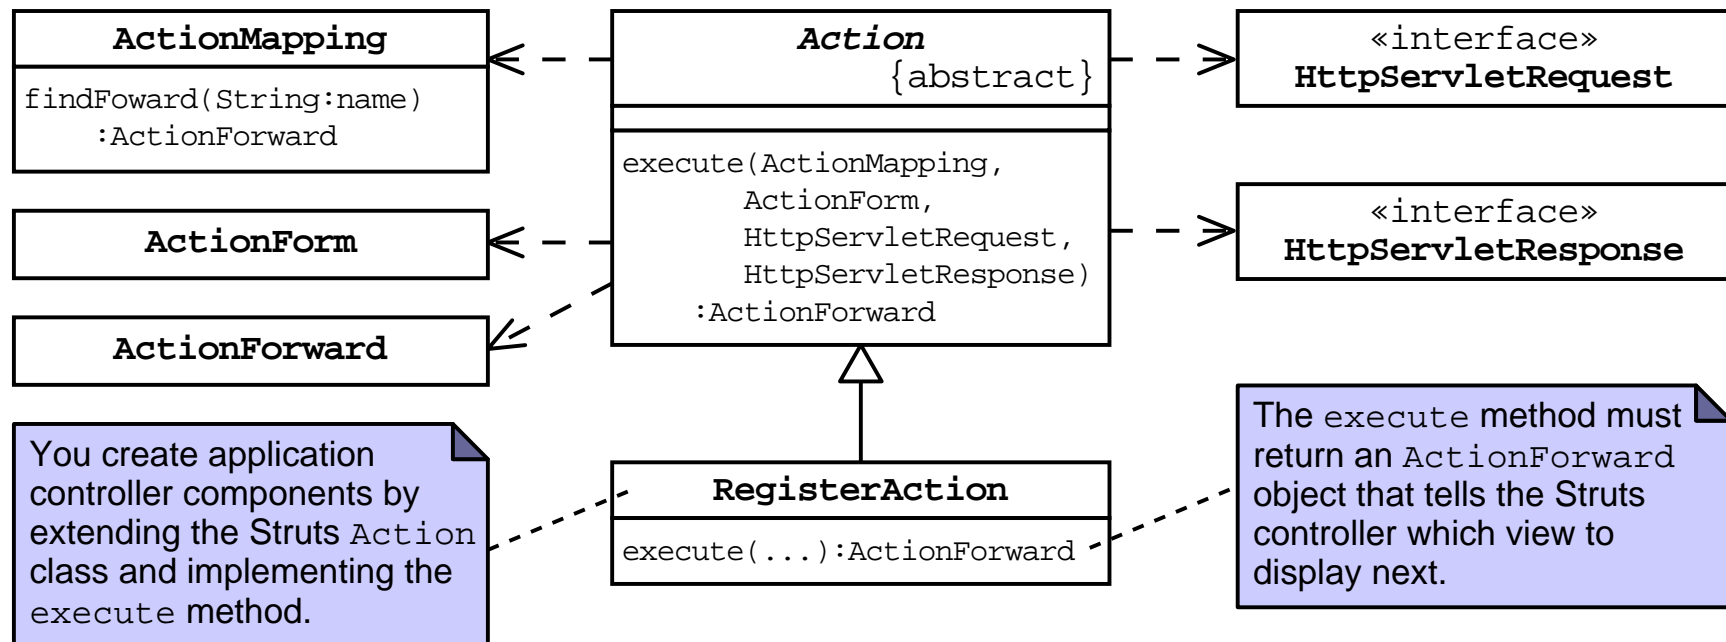 ActionMapping
findFoward(String:name)
:ActionForward
ActionForm
ActionForward
Action
{abstract}
execute(ActionMapping,
ActionForm,
HttpServletRequest,
HttpServletResponse)
:ActionForward
«interface»
HttpServletRequest
«interface»
HttpServletResponse
You create application
controller components by
extending the Struts Action
class and implementing the
execute method.
RegisterAction
execute(...):ActionForward
The execute method must
return an ActionForward
object that tells the Struts
controller which view to
display next.